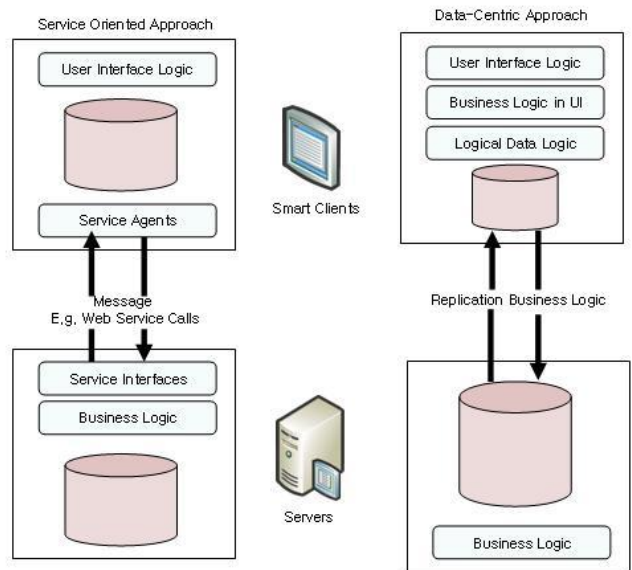 Service Oriented Approach
User Interface Logic
Service Agents
Message
E,g, Web Service Calls
Service Interfaces
Business Logic
Smart Clients
Servers
Data-Centric Approach
User Interface Logic
Business Logic in UI
Logical Data Logic
Replication Business Logic
Business Logic